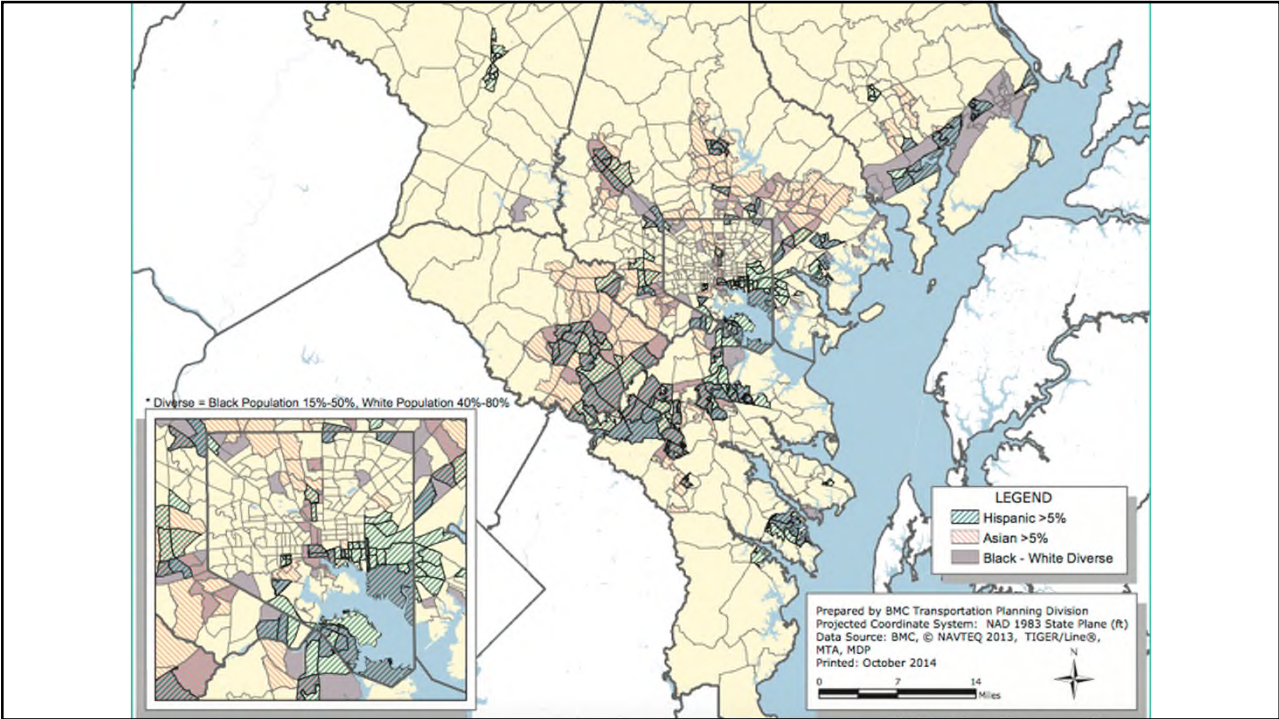 * Diverse = Black Population 15%-50%, White Population 40%-80%
LEGEND
Hispanic >5%
Asian >5%
Black - White Diverse
Prepared by BMC Transportation Planning Division
Projected Coordinate System: NAD 1983 State Plane (ft)
Data Source: BMC, © NAVTEQ 2013, TIGER/Line®,
MTA, MDP
Printed: October 2014
N
0 7 14
Miles